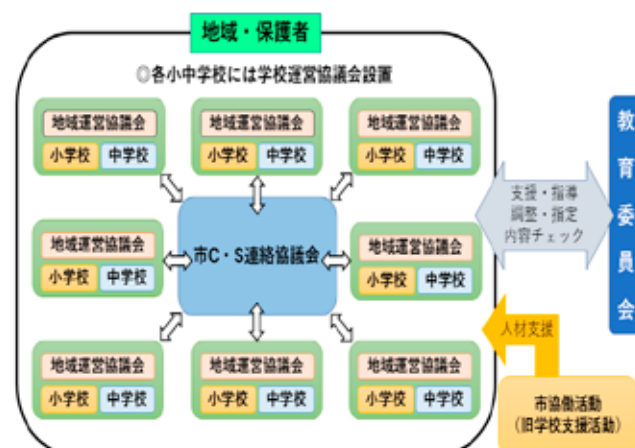 地域・保護者
◎各小中学校には学校運営協議会設置
地域運営協議会
小学校 中学校
地域運営協議会
小学校 中学校
地域運営協議会
小学校 中学校
地域運営協議会
小学校 中学校
市C・S連絡協議会
地域運営協議会
小学校 中学校
地域運営協議会
小学校 中学校
地域運営協議会
小学校 中学校
地域運営協議会
小学校 中学校
支援・指導
調整・指定
内容チェック
教育委員会
人材支援
市協働活動
（旧学校支援活動）